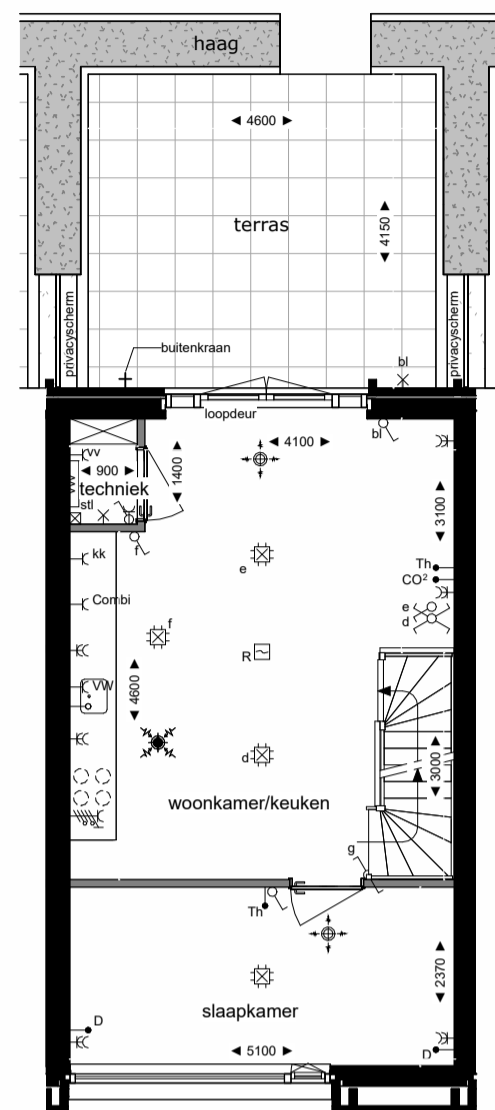 haag
4600
terras
4150
privacyscherm
privacyscherm
buitenkraan
bl
loopdeur
bl
4100
vv
900
1400
techniek
stl
3100
f
kk
e
Th
CO²
Combi
e
d
f
R
VW
4600
d
3000
woonkamer/keuken
g
Th
2370
slaapkamer
D
5100
D